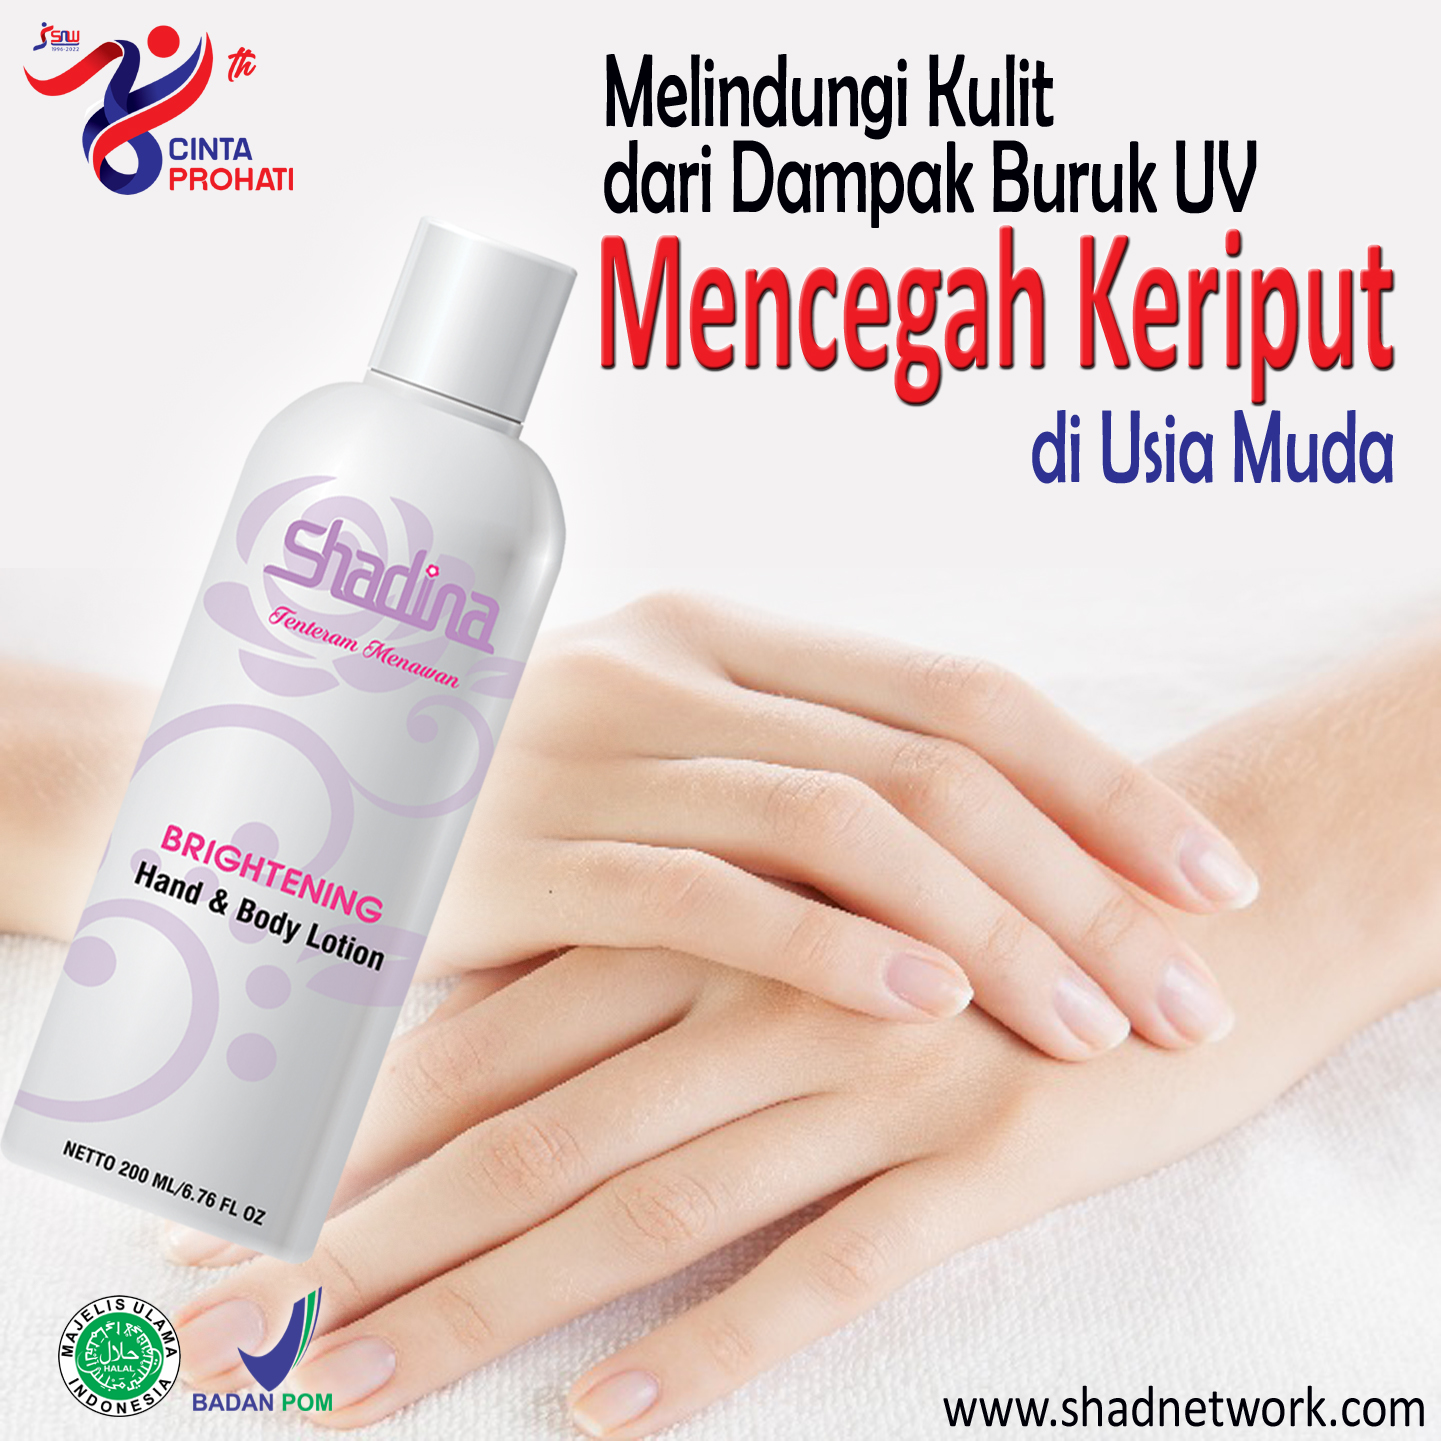 SNW
1996-2022
th
CINTA
PROHATI
Melindungi Kulit
dari Dampak Buruk UV
Mencegah Keriput
di Usia Muda
Shadina
Tenteram Menawan
BRIGHTENING
Hand & Body Lotion
NETTO 200 ML/6.76 FL OZ
MAJELIS ULAMA
حلال
HALAL
INDONESIA
BADAN POM
www.shadnetwork.com